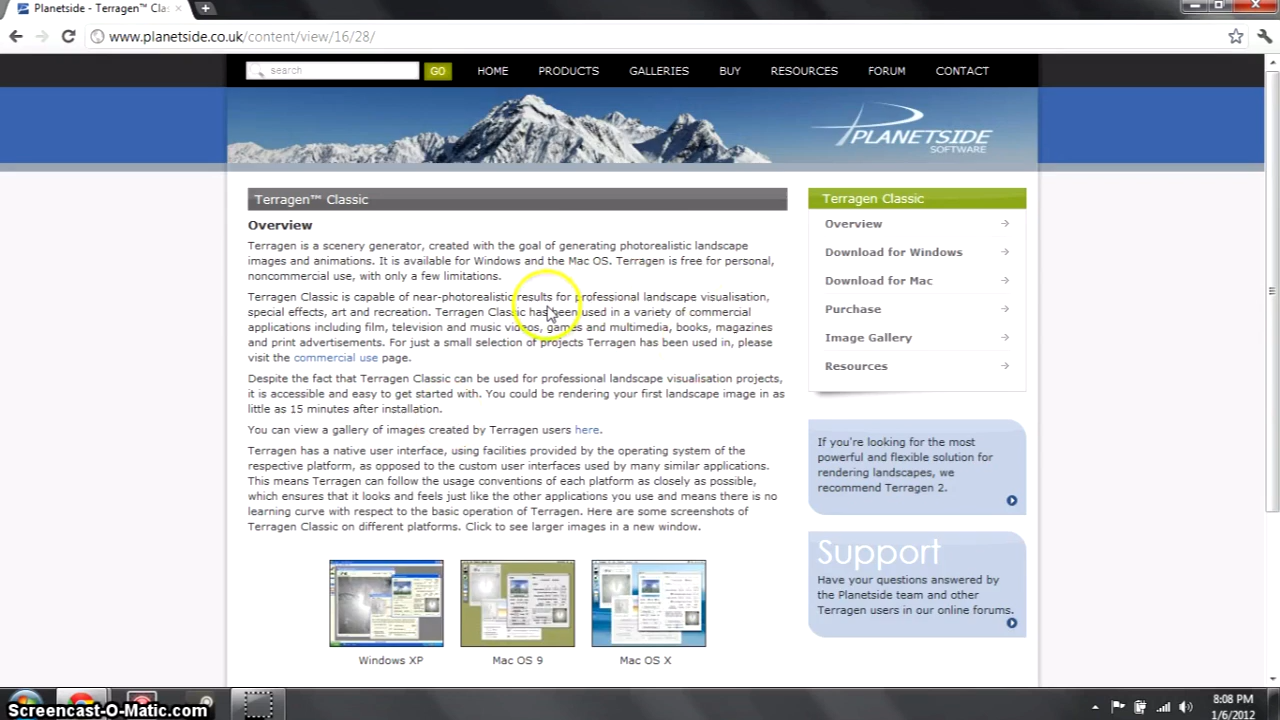 Planetside - Terragen™ Cla
www.planetside.co.uk/content/view/16/28/
search GO HOME PRODUCTS GALLERIES BUY RESOURCES FORUM CONTACT
PLANETSIDE
SOFTWARE
Terragen™ Classic
Overview
Terragen is a scenery generator, created with the goal of generating photorealistic landscape
images and animations. It is available for Windows and the Mac OS. Terragen is free for personal,
noncommercial use, with only a few limitations.
Terragen Classic is capable of near-photorealistic results for professional landscape visualisation,
special effects, art and recreation. Terragen Classic has been used in a variety of commercial
applications including film, television and music videos, games and multimedia, books, magazines
and print advertisements. For just a small selection of projects Terragen has been used in, please
visit the commercial use page.
Despite the fact that Terragen Classic can be used for professional landscape visualisation projects,
it is accessible and easy to get started with. You could be rendering your first landscape image in as
little as 15 minutes after installation.
You can view a gallery of images created by Terragen users here.
Terragen has a native user interface, using facilities provided by the operating system of the
respective platform, as opposed to the custom user interfaces used by many similar applications.
This means Terragen can follow the usage conventions of each platform as closely as possible,
which ensures that it looks and feels just like the other applications you use and means there is no
learning curve with respect to the basic operation of Terragen. Here are some screenshots of
Terragen Classic on different platforms. Click to see larger images in a new window.
Windows XP
Mac OS 9
Mac OS X
Terragen Classic
Overview
Download for Windows
Download for Mac
Purchase
Image Gallery
Resources
If you're looking for the most
powerful and flexible solution for
rendering landscapes, we
recommend Terragen 2.
Support
Have your questions answered by
the Planetside team and other
Terragen users in our online forums.
Screencast-O-Matic.com
8:08 PM
1/6/2012